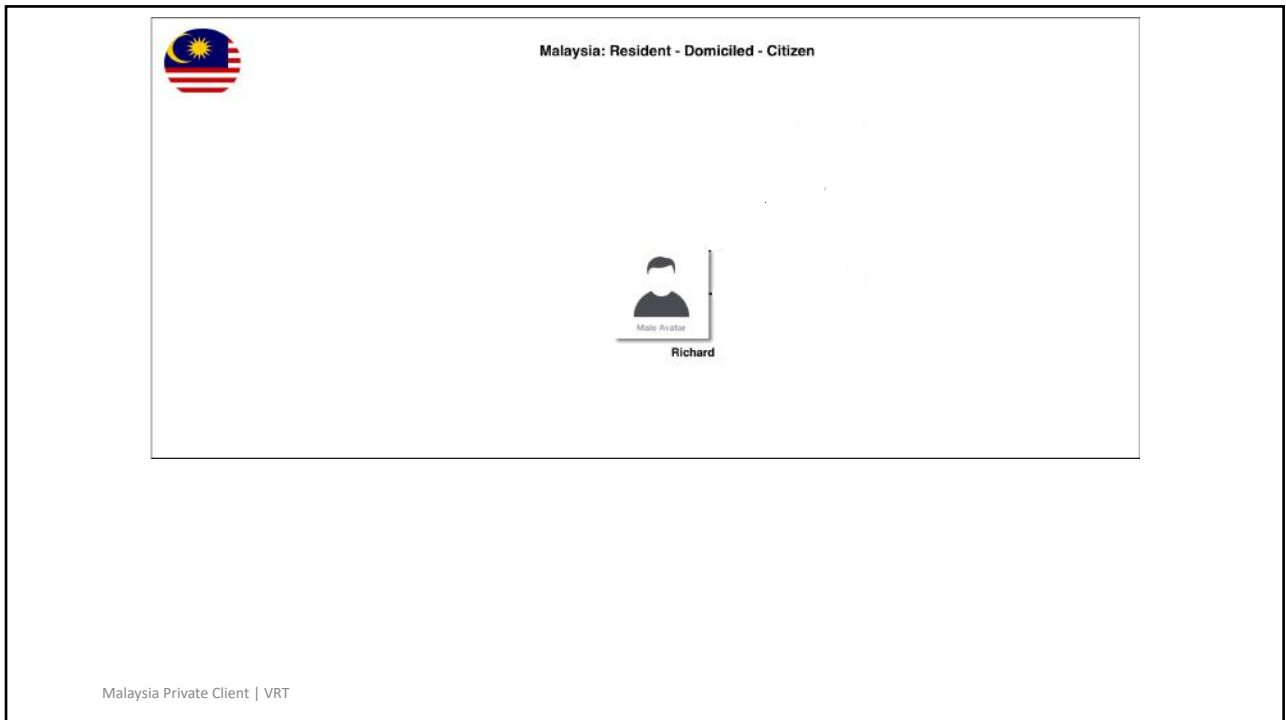 Malaysia: Resident - Domiciled - Citizen
Male Avatar
Richard
Malaysia Private Client | VRT